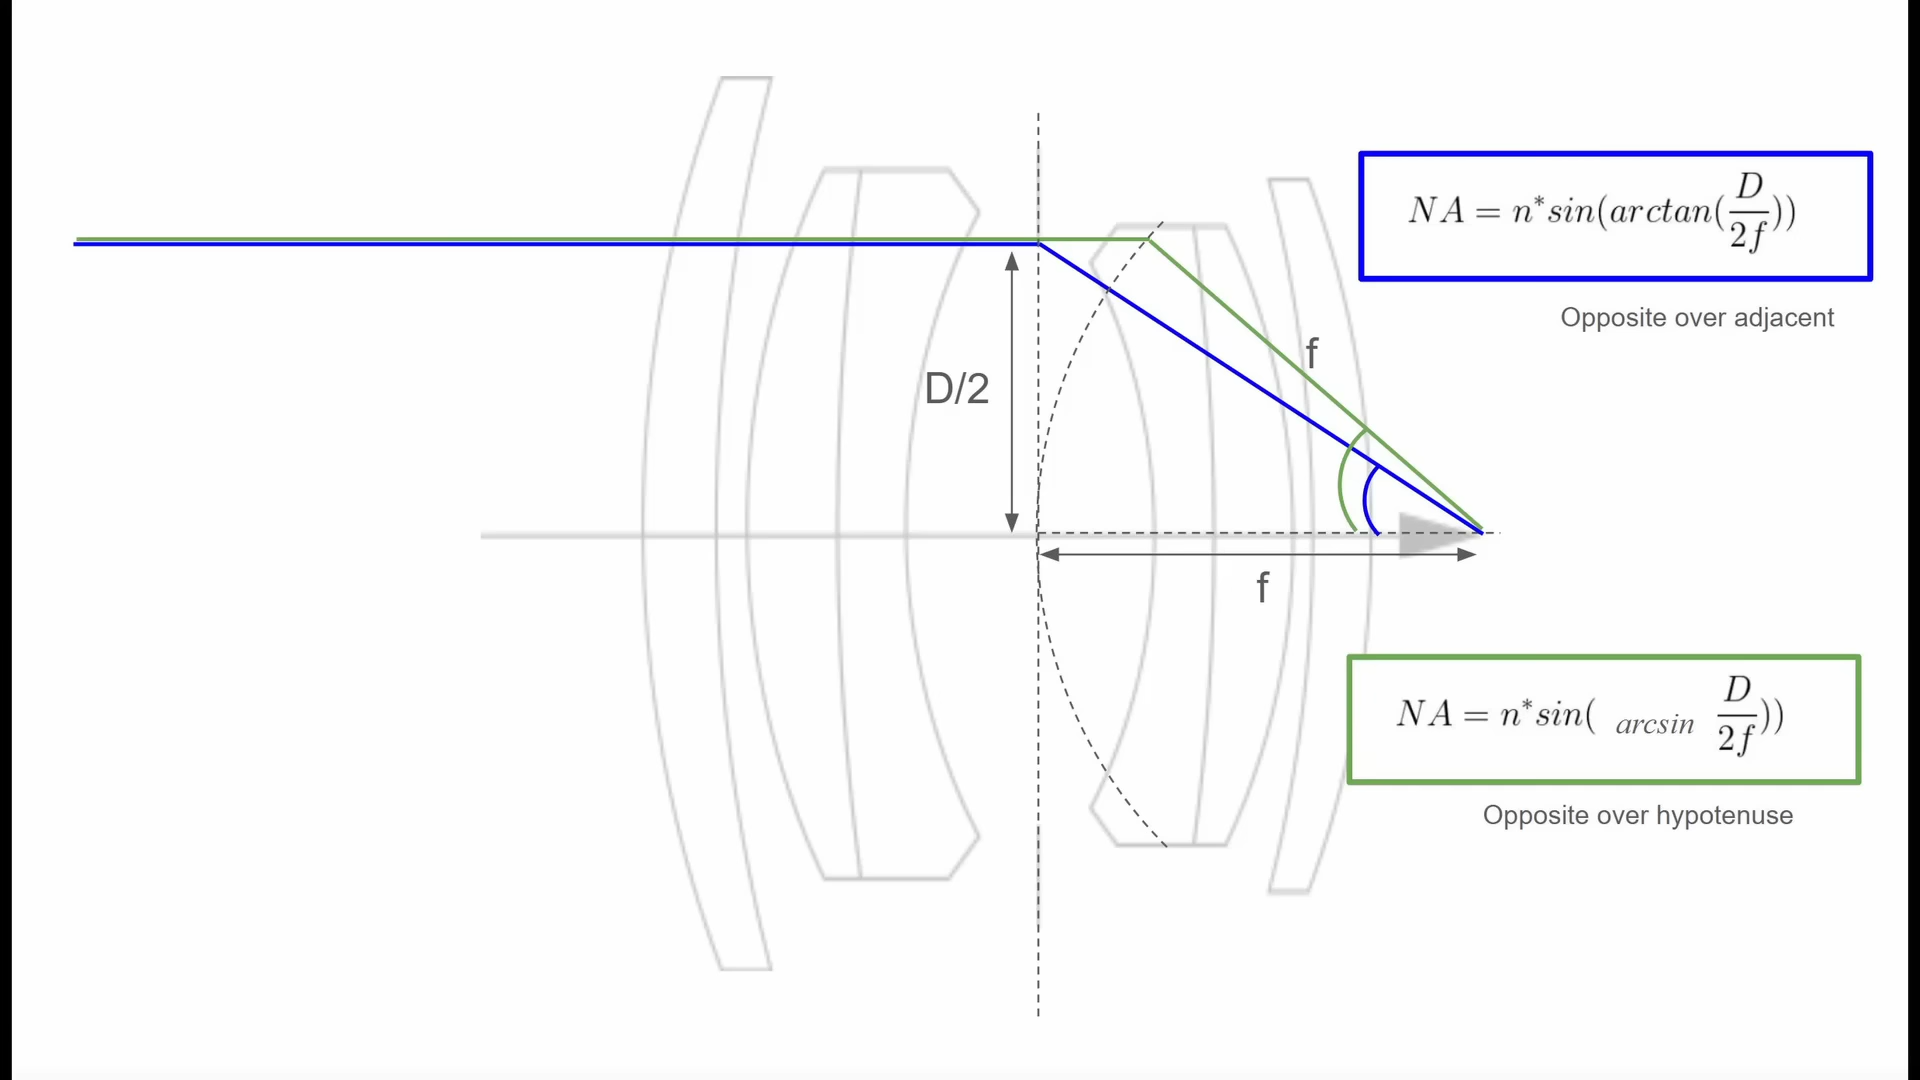 NA = n*sin(arctan(D/2f))
Opposite over adjacent
f
D/2
f
NA = n*sin( arcsin D/2f))
Opposite over hypotenuse